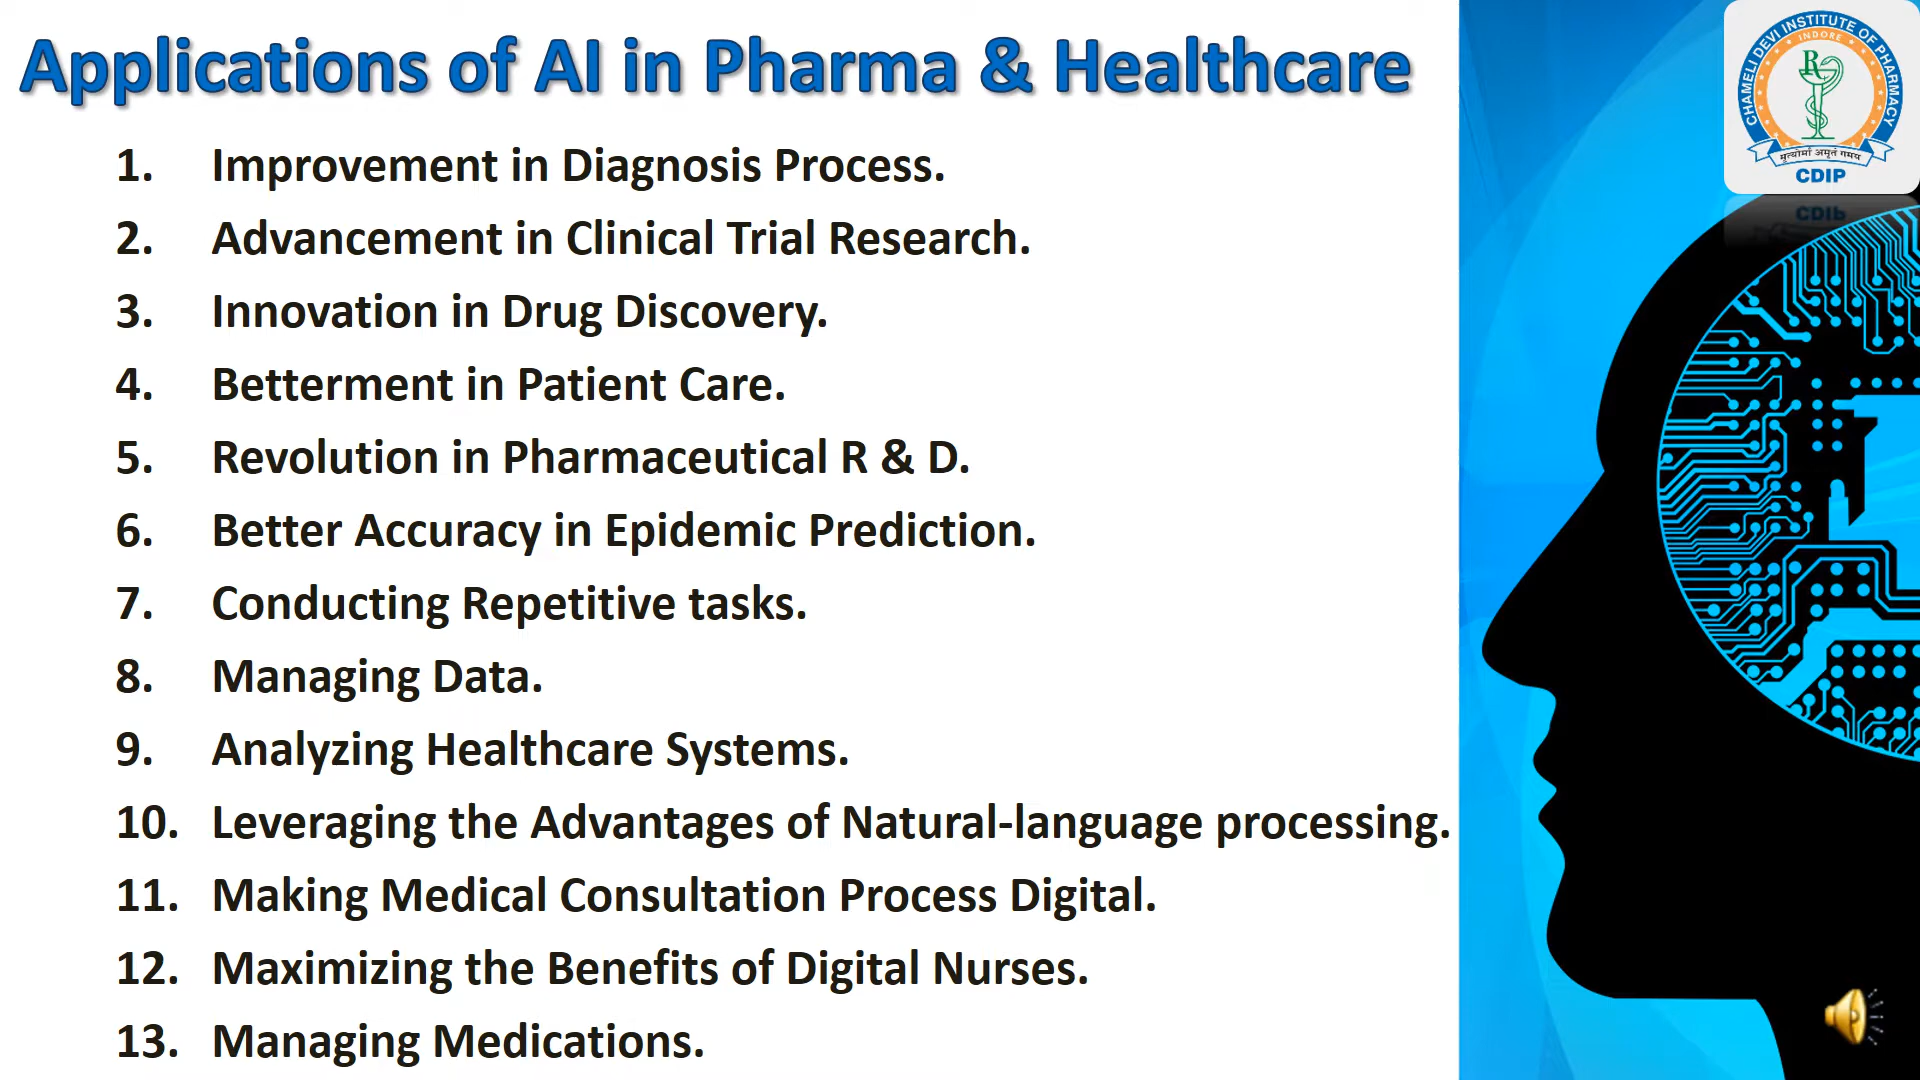 Applications of AI in Pharma & Healthcare
1. Improvement in Diagnosis Process.
2. Advancement in Clinical Trial Research.
3. Innovation in Drug Discovery.
4. Betterment in Patient Care.
5. Revolution in Pharmaceutical R & D.
6. Better Accuracy in Epidemic Prediction.
7. Conducting Repetitive tasks.
8. Managing Data.
9. Analyzing Healthcare Systems.
10. Leveraging the Advantages of Natural-language processing.
11. Making Medical Consultation Process Digital.
12. Maximizing the Benefits of Digital Nurses.
13. Managing Medications.
CHAMELI DEVI INSTITUTE OF PHARMACY
INDORE
R
मृत्योर्मा अमृतं गमय
CDIP